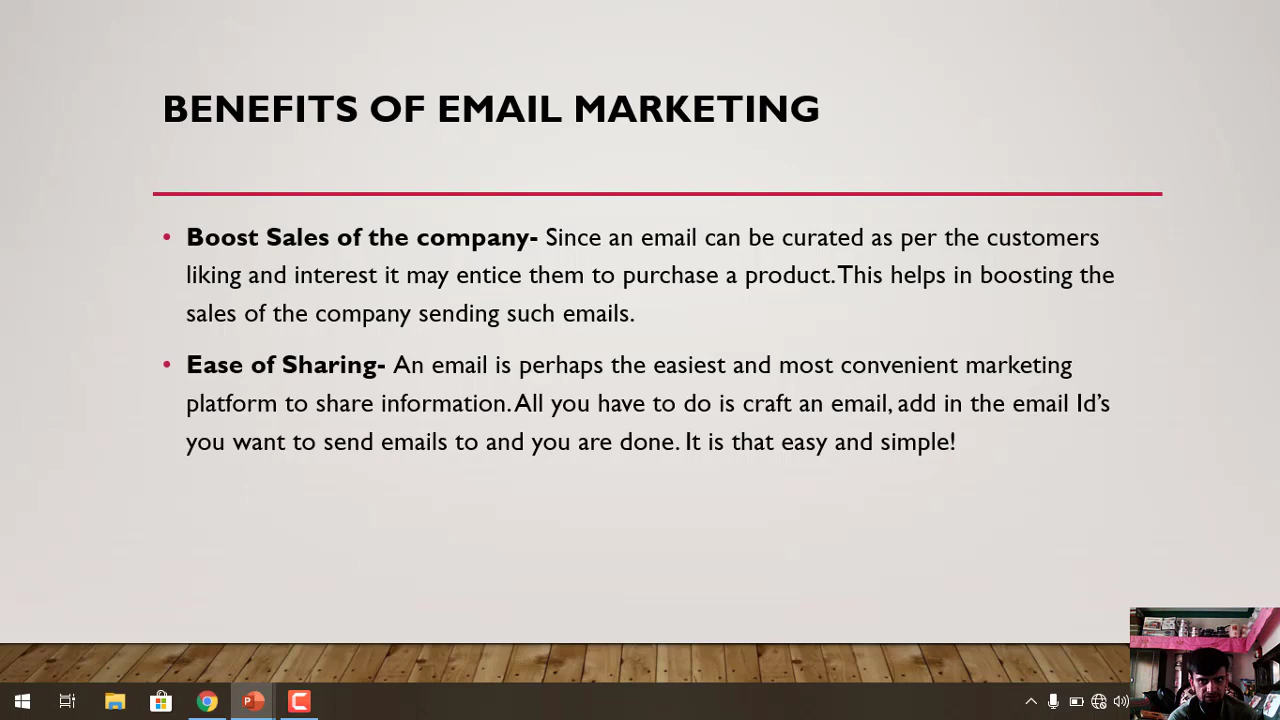 BENEFITS OF EMAIL MARKETING
• Boost Sales of the company- Since an email can be curated as per the customers
liking and interest it may entice them to purchase a product. This helps in boosting the
sales of the company sending such emails.
• Ease of Sharing- An email is perhaps the easiest and most convenient marketing
platform to share information. All you have to do is craft an email, add in the email Id's
you want to send emails to and you are done. It is that easy and simple!